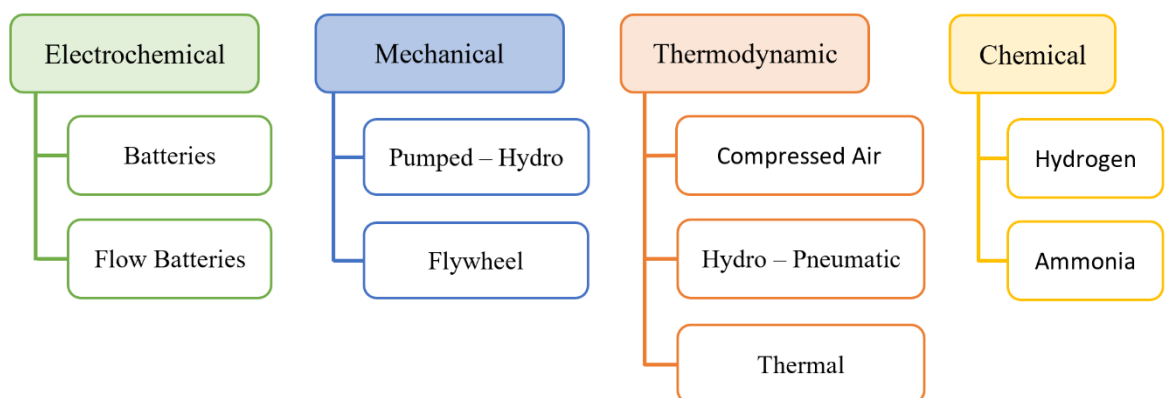 Electrochemical
Batteries
Flow Batteries
Mechanical
Pumped – Hydro
Flywheel
Thermodynamic
Compressed Air
Hydro – Pneumatic
Thermal
Chemical
Hydrogen
Ammonia